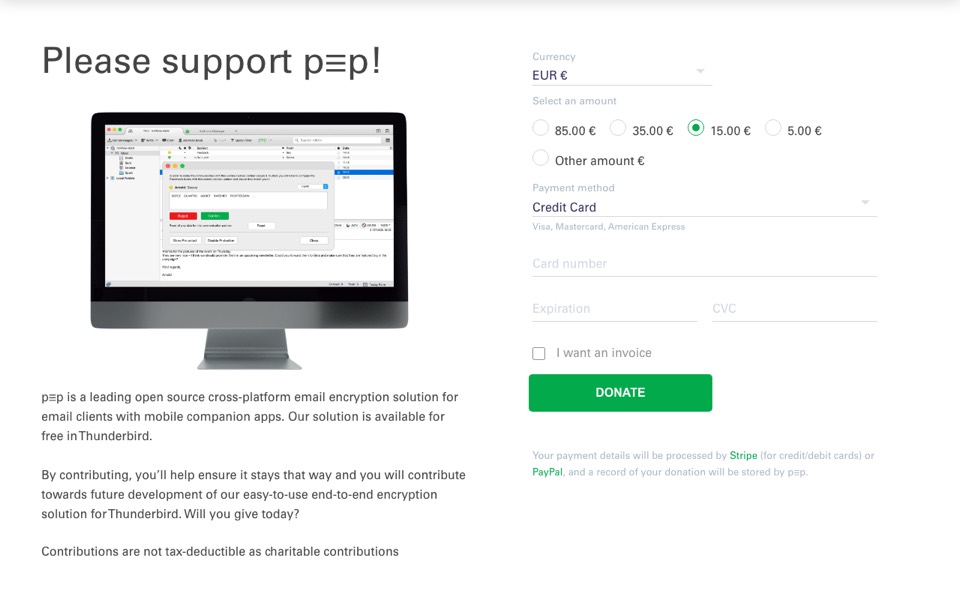 Please support p≡p!
p≡p is a leading open source cross-platform email encryption solution for
email clients with mobile companion apps. Our solution is available for
free in Thunderbird.
By contributing, you'll help ensure it stays that way and you will contribute
towards future development of our easy-to-use end-to-end encryption
solution for Thunderbird. Will you give today?
Contributions are not tax-deductible as charitable contributions
Currency
EUR €
Select an amount
85.00 € 35.00 € 15.00 € 5.00 €
Other amount €
Payment method
Credit Card
Visa, Mastercard, American Express
Card number
Expiration CVC
I want an invoice
DONATE
Your payment details will be processed by Stripe (for credit/debit cards) or
PayPal, and a record of your donation will be stored by p≡p.